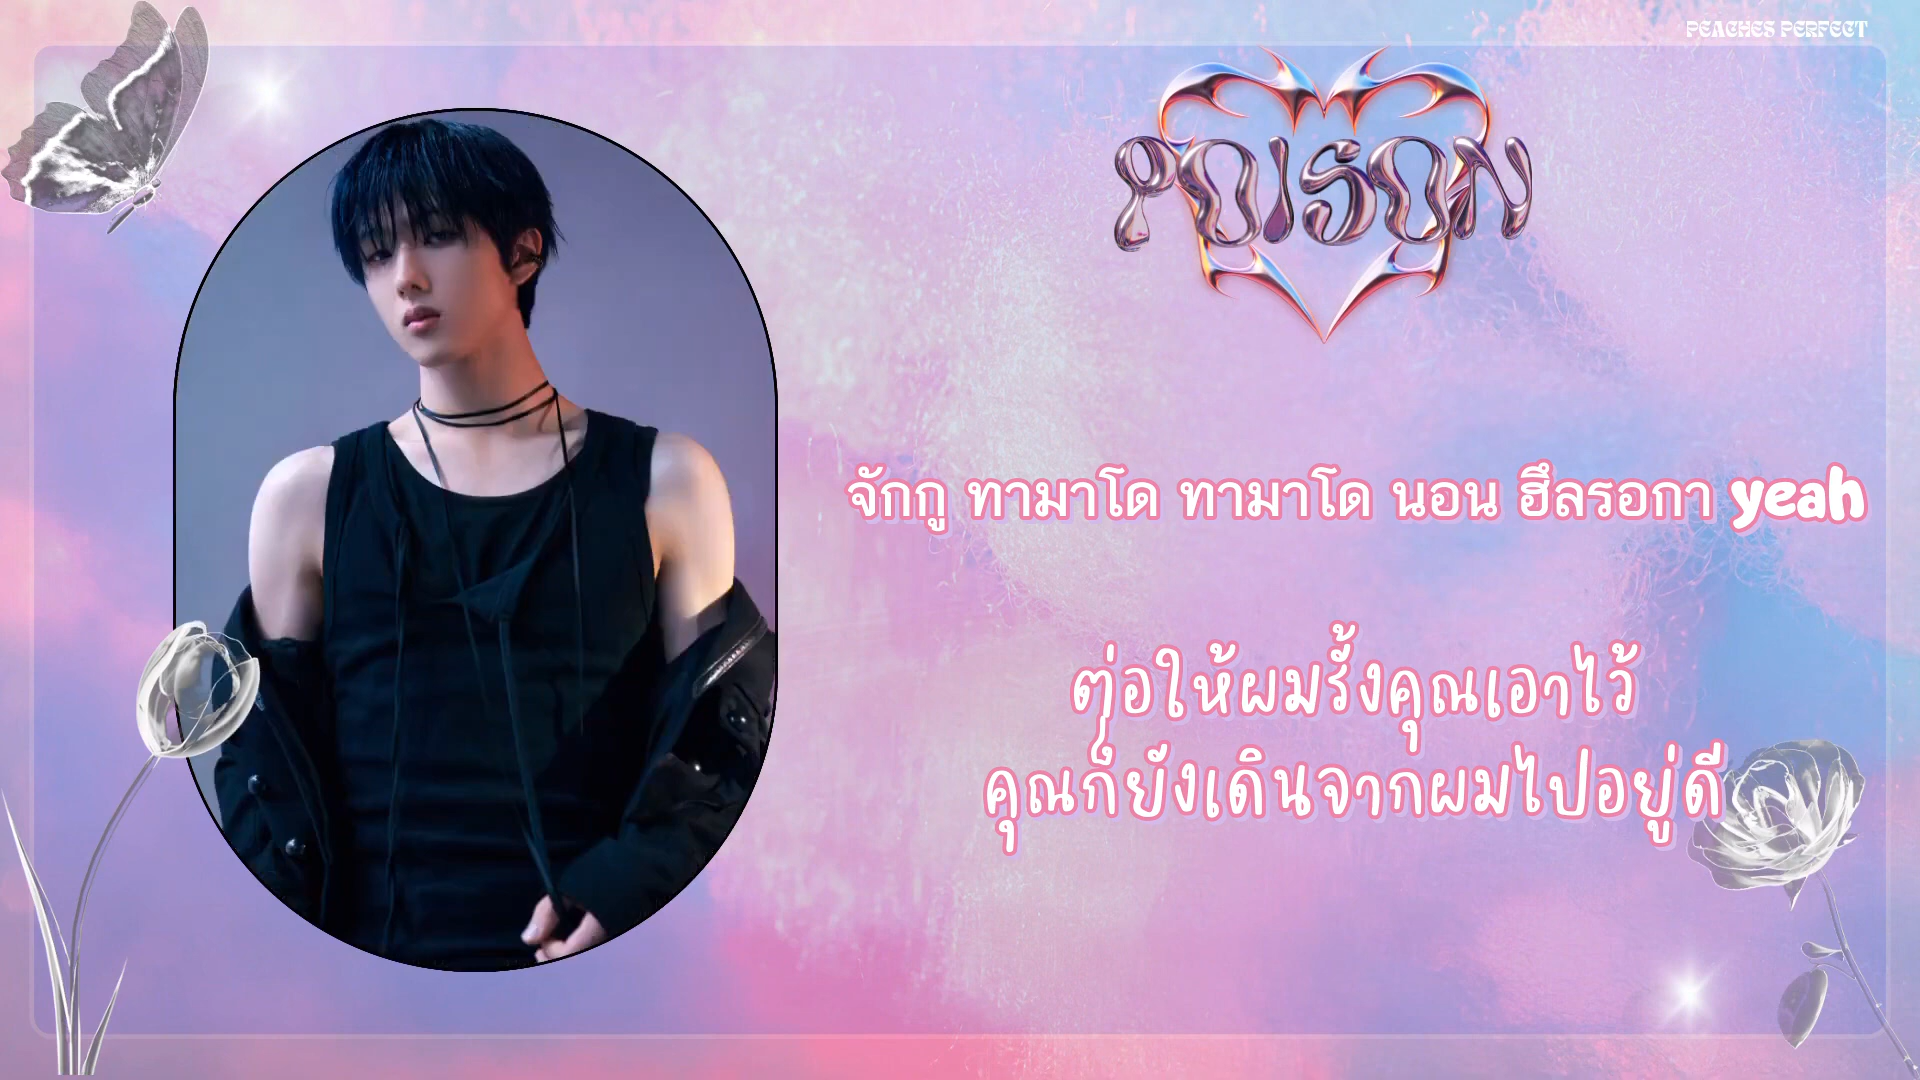 PEACHES PERFECT
POISON
จักกู ทามาโด ทามาโด นอน ฮึลรอกา yeah
ต่อให้ผมรั้งคุณเอาไว้
คุณก็ยังเดินจากผมไปอยู่ดี